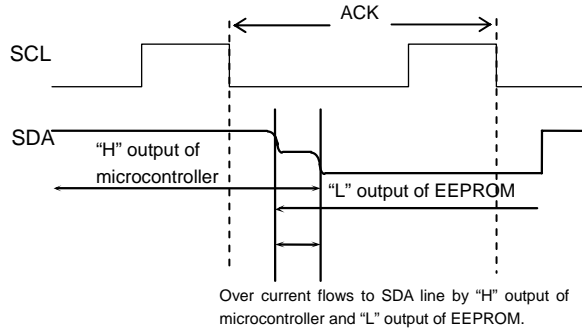 ACK
SCL
SDA
“H” output of
microcontroller
“L” output of EEPROM
Over current flows to SDA line by “H” output of
microcontroller and “L” output of EEPROM.